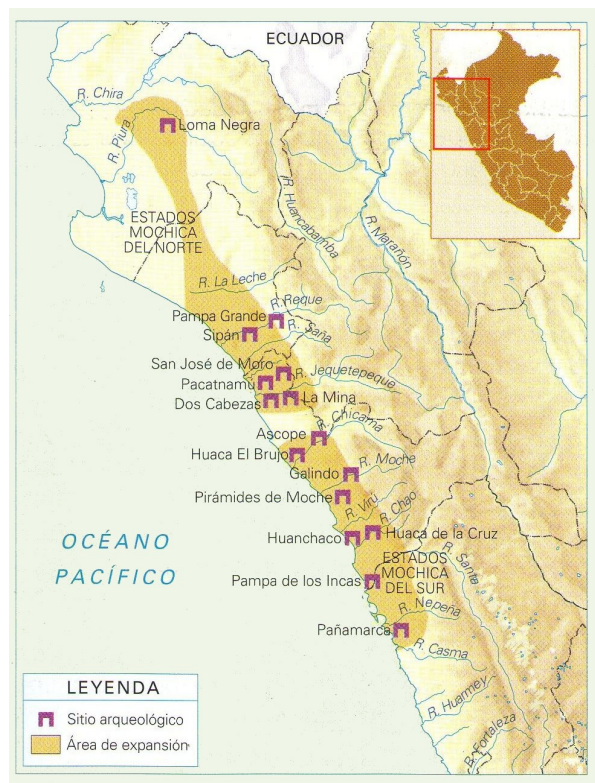 ECUADOR
R. Chira
R. Piura
Loma Negra
R. Huancabamba
R. Marañón
ESTADOS
MOCHICA
DEL NORTE
R. La Leche
R. Reque
Pampa Grande
R. Saña
Sipán
San José de Moro
R. Jequetepeque
Pacatnamú
La Mina
Dos Cabezas
R. Chicama
Ascope
Huaca El Brujo
R. Moche
Galindo
Pirámides de Moche
R. Virú
R. Chao
Huanchaco
Huaca de la Cruz
OCÉANO
PACÍFICO
ESTADOS
MOCHICA
DEL SUR
R. Santa
Pampa de los Incas
R. Nepeña
Pañamarca
R. Casma
R. Huarmey
R. Fortaleza
LEYENDA
Sitio arqueológico
Área de expansión